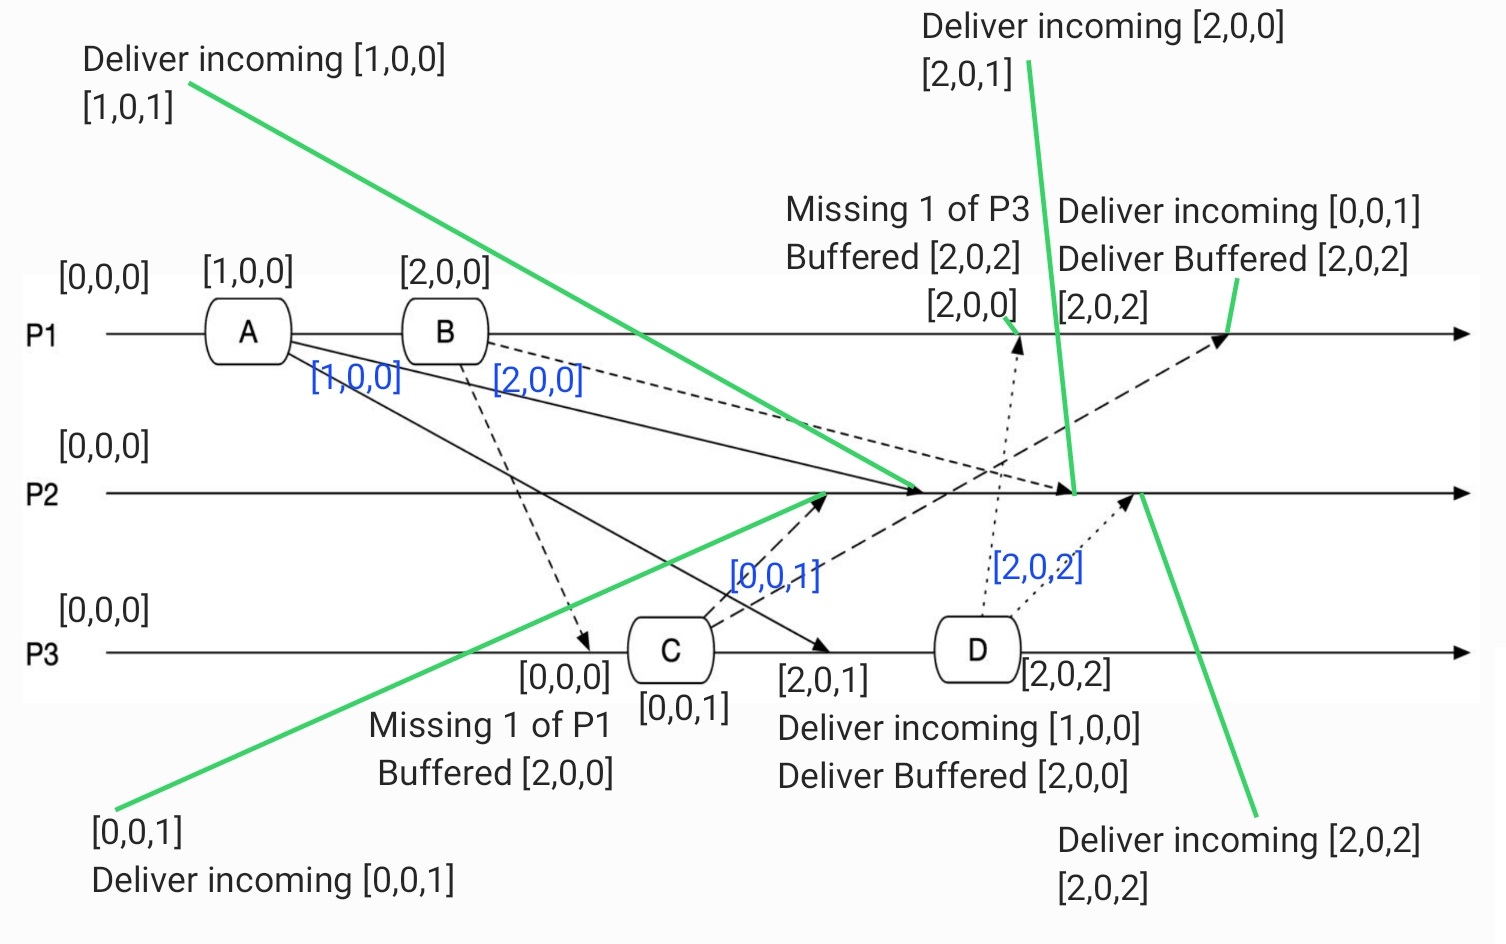 Deliver incoming [2,0,0]
[2,0,1]
Deliver incoming [1,0,0]
[1,0,1]
Missing 1 of P3
Buffered [2,0,2]
[2,0,0]
Deliver incoming [0,0,1]
Deliver Buffered [2,0,2]
[2,0,2]
[0,0,0]
[1,0,0]
[2,0,0]
P1
A
B
[1,0,0]
[2,0,0]
[0,0,0]
P2
[0,0,1]
[2,0,2]
[0,0,0]
P3
C
D
[0,0,0]
Missing 1 of P1
Buffered [2,0,0]
[0,0,1]
[2,0,1]
Deliver incoming [1,0,0]
Deliver Buffered [2,0,0]
[2,0,2]
[0,0,1]
Deliver incoming [0,0,1]
Deliver incoming [2,0,2]
[2,0,2]